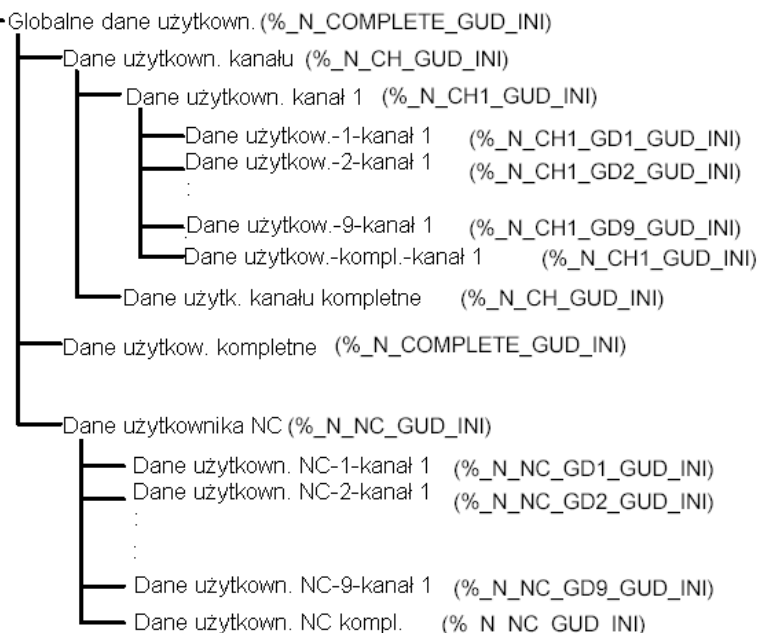 Globalne dane użytkown. (%_N_COMPLETE_GUD_INI)
Dane użytkown. kanału (%_N_CH_GUD_INI)
Dane użytkown. kanał 1 (%_N_CH1_GUD_INI)
Dane użytkow.-1-kanał 1 (%_N_CH1_GD1_GUD_INI)
Dane użytkow.-2-kanał 1 (%_N_CH1_GD2_GUD_INI)
:
Dane użytkow.-9-kanał 1 (%_N_CH1_GD9_GUD_INI)
Dane użytkow.-kompl.-kanał 1 (%_N_CH1_GUD_INI)
Dane użytk. kanału kompletne (%_N_CH_GUD_INI)
Dane użytkow. kompletne (%_N_COMPLETE_GUD_INI)
Dane użytkownika NC (%_N_NC_GUD_INI)
Dane użytkown. NC-1-kanał 1 (%_N_NC_GD1_GUD_INI)
Dane użytkown. NC-2-kanał 1 (%_N_NC_GD2_GUD_INI)
:
:
Dane użytkown. NC-9-kanał 1 (%_N_NC_GD9_GUD_INI)
Dane użytkown. NC kompl. (%_N_NC_GUD_INI)